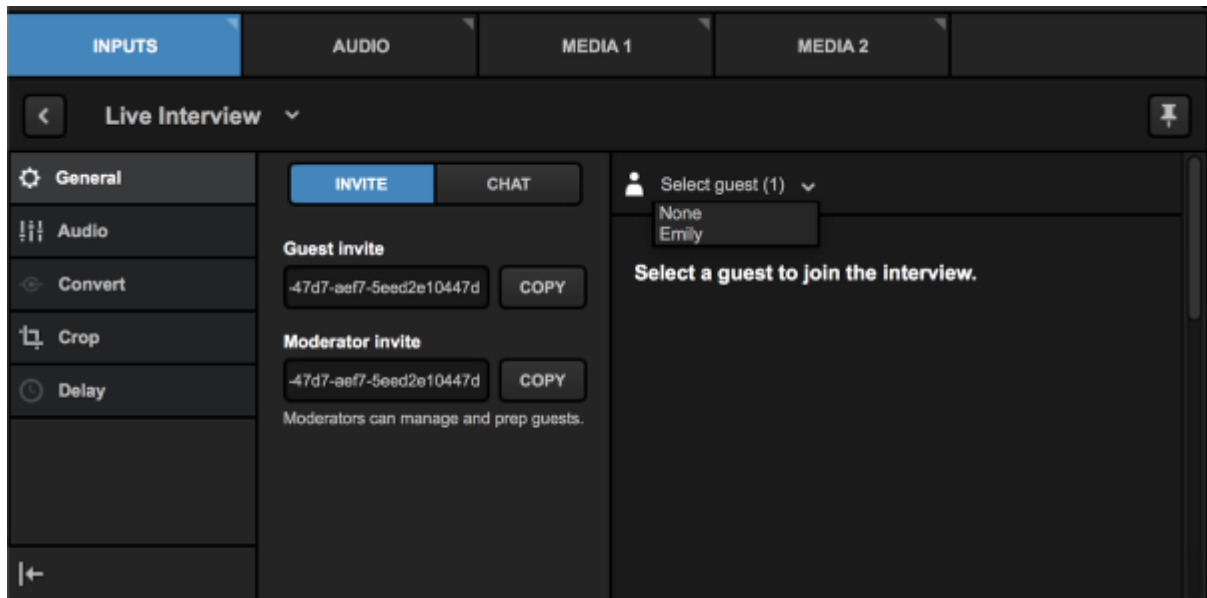 INPUTS
AUDIO
MEDIA 1
MEDIA 2
Live Interview
General
Audio
Convert
Crop
Delay
INVITE
CHAT
Guest invite
-47d7-aef7-5eed2e10447d
COPY
Moderator invite
-47d7-aef7-5eed2e10447d
COPY
Moderators can manage and prep guests.
Select guest (1)
None
Emily
Select a guest to join the interview.